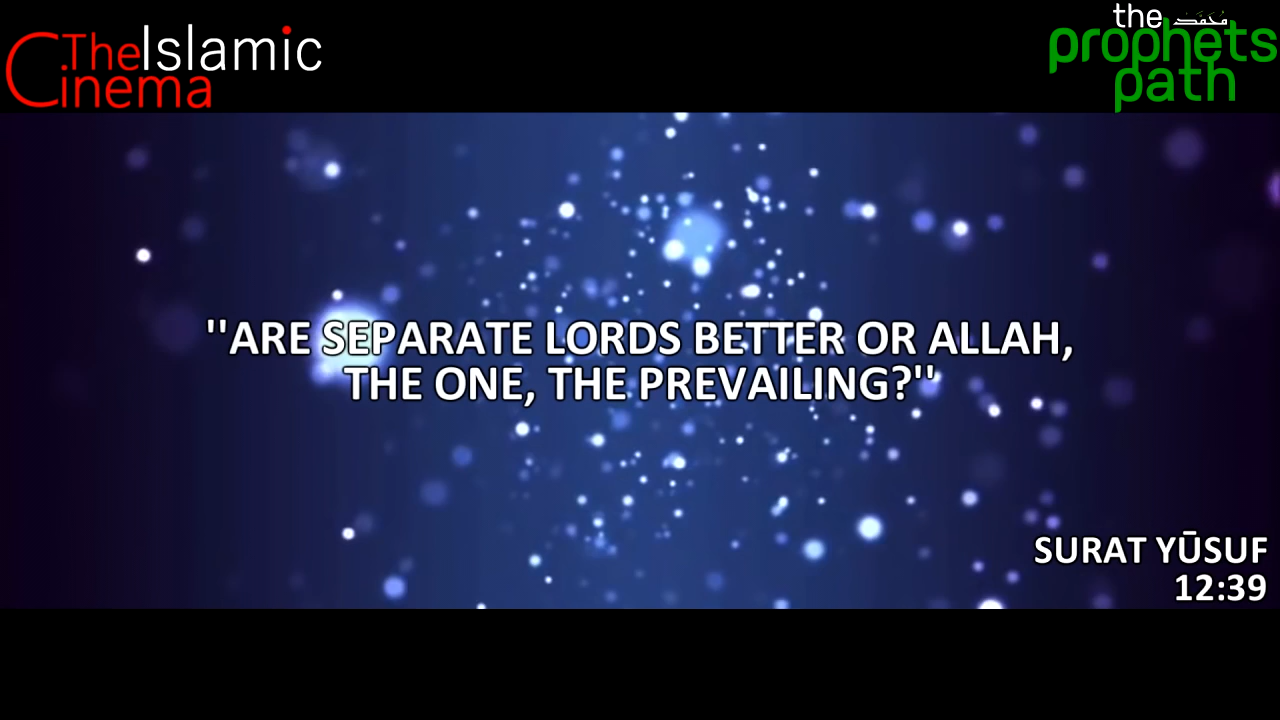 TheIslamic
Cinema
the مُحَمَّد
prophets
path
"ARE SEPARATE LORDS BETTER OR ALLAH,
THE ONE, THE PREVAILING?"
SURAT YŪSUF
12:39